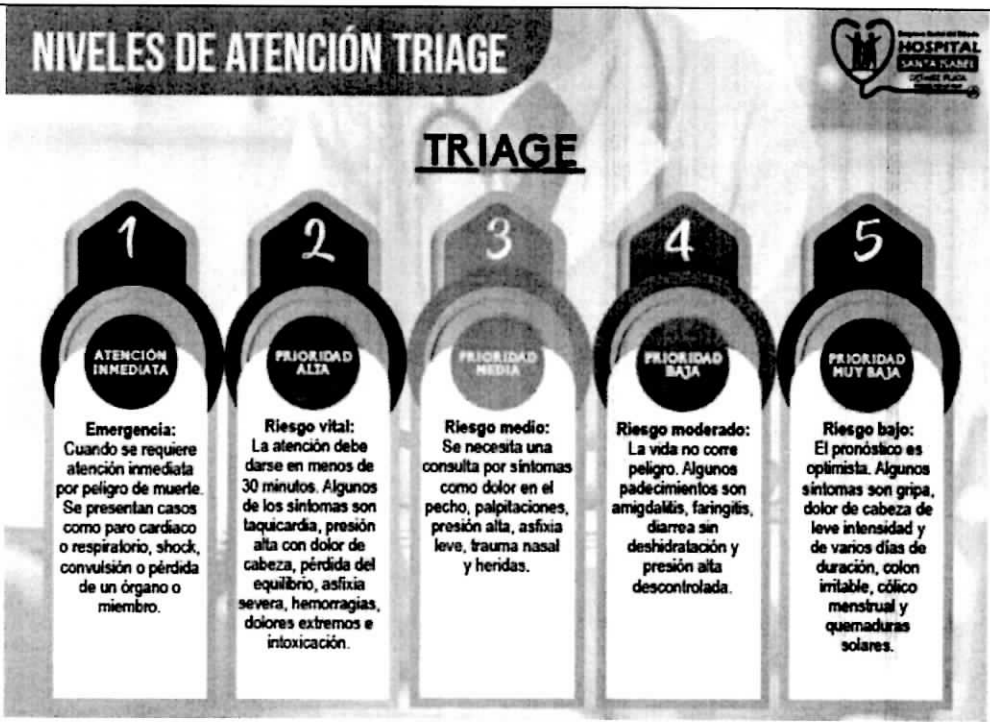 NIVELES DE ATENCIÓN TRIAGE
Empresa Social del Estado
HOSPITAL
SANTA ISABEL
TRIAGE
1
ATENCIÓN
INMEDIATA
Emergencia:
Cuando se requiere
atención inmediata
por peligro de muerte.
Se presentan casos
como paro cardiaco
o respiratorio, shock,
convulsión o pérdida
de un órgano o
miembro.
2
PRIORIDAD
ALTA
Riesgo vital:
La atención debe
darse en menos de
30 minutos. Algunos
de los síntomas son
taquicardia, presión
alta con dolor de
cabeza, pérdida del
equilibrio, asfixia
severa, hemorragias,
dolores extremos e
intoxicación.
3
PRIORIDAD
MEDIA
Riesgo medio:
Se necesita una
consulta por síntomas
como dolor en el
pecho, palpitaciones,
presión alta, asfixia
leve, trauma nasal
y heridas.
4
PRIORIDAD
BAJA
Riesgo moderado:
La vida no corre
peligro. Algunos
padecimientos son
amigdalitis, faringitis,
diarrea sin
deshidratación y
presión alta
descontrolada.
5
PRIORIDAD
MUY BAJA
Riesgo bajo:
El pronóstico es
optimista. Algunos
síntomas son gripa,
dolor de cabeza de
leve intensidad y
de varios días de
duración, colon
irritable, cólico
menstrual y
quemaduras
solares.